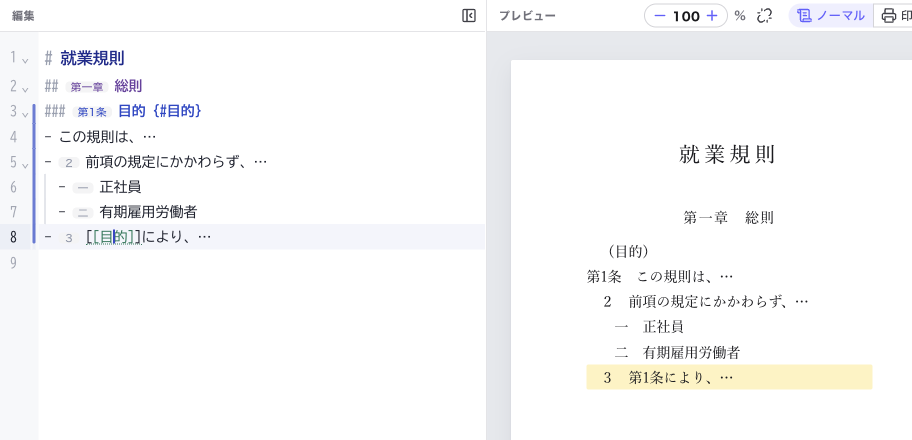 編集
プレビュー
− 100 + %
ノーマル
印
1 # 就業規則
2 ## 第一章 総則
3 ### 第1条 目的 {#目的}
4 - この規則は、…
5 - 2 前項の規定にかかわらず、…
6 - 一 正社員
7 - 二 有期雇用労働者
8 - 3 [[目的]]により、…
9
就業規則
第一章 総則
（目的）
第1条 この規則は、…
2 前項の規定にかかわらず、…
一 正社員
二 有期雇用労働者
3 第1条により、…